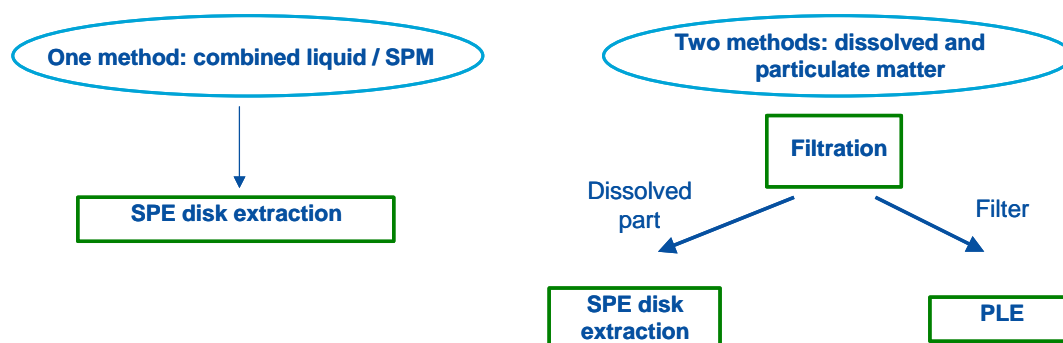 One method: combined liquid / SPM
SPE disk extraction
Two methods: dissolved and
particulate matter
Filtration
Dissolved
part
Filter
SPE disk
extraction
PLE